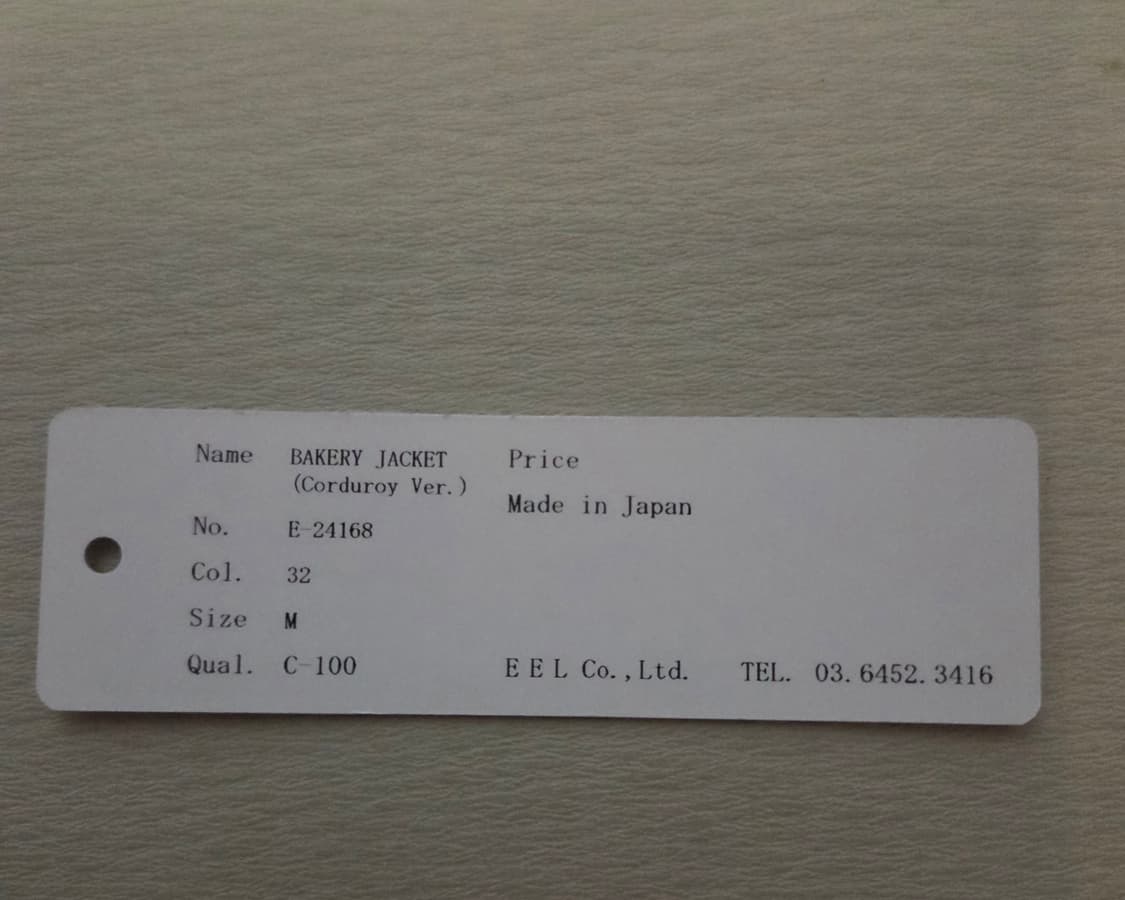 Name BAKERY JACKET Price
(Corduroy Ver.)
Made in Japan
No. E-24168
Col. 32
Size M
Qual. C-100 E E L Co.,Ltd. TEL. 03.6452.3416